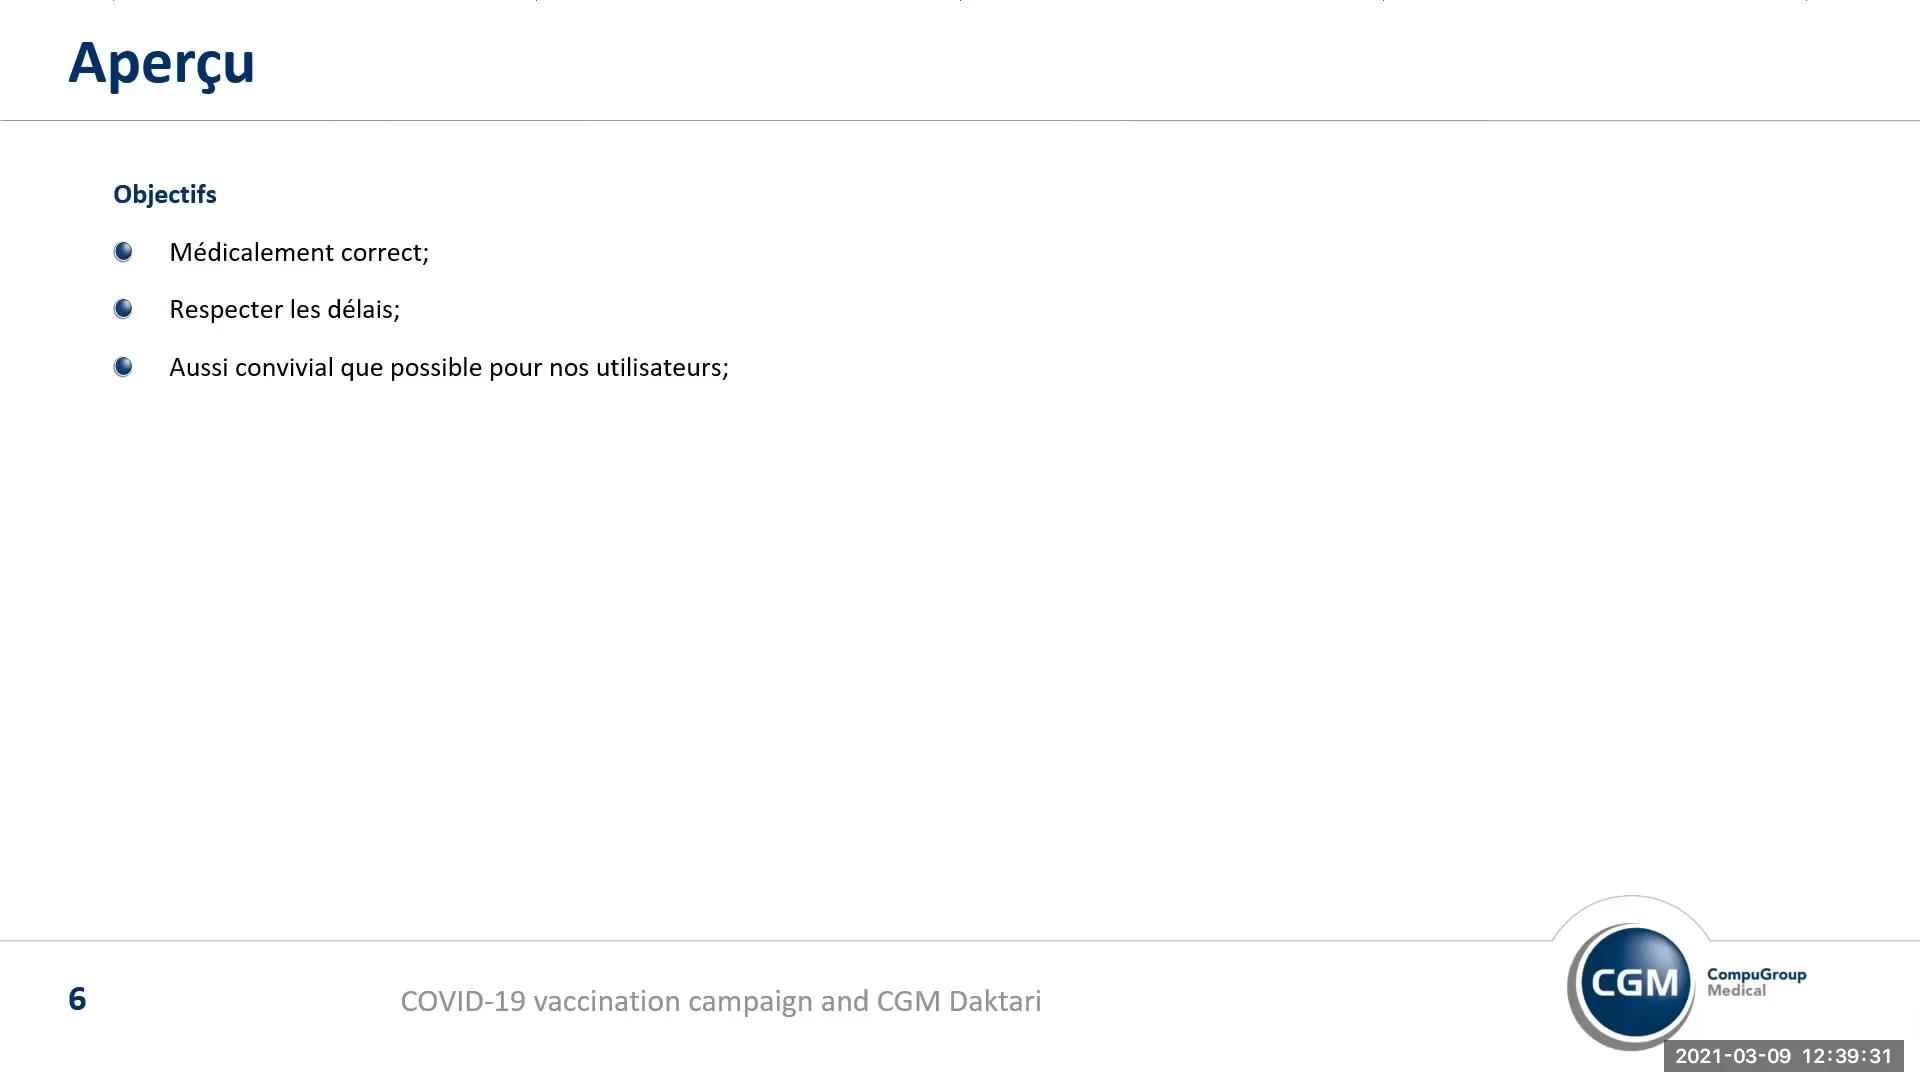 Aperçu
Objectifs
Médicalement correct;
Respecter les délais;
Aussi convivial que possible pour nos utilisateurs;
6
COVID-19 vaccination campaign and CGM Daktari
CGM
CompuGroup
Medical
2021-03-09 12:39:31